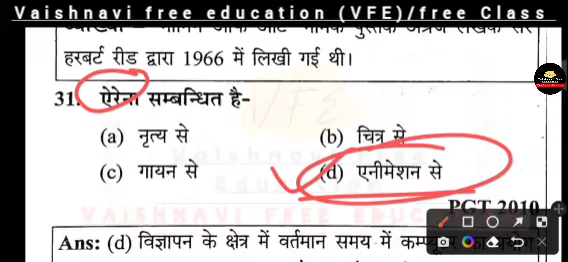 Vaishnavi free education (VFE)/free Class
हरबर्ट रीड द्वारा 1966 में लिखी गई थी।
31. ऐरेना सम्बन्धित है-
(a) नृत्य से (b) चित्र से
(c) गायन से (d) एनीमेशन से
PGT 2010
Ans: (d) विज्ञापन के क्षेत्र में वर्तमान समय में